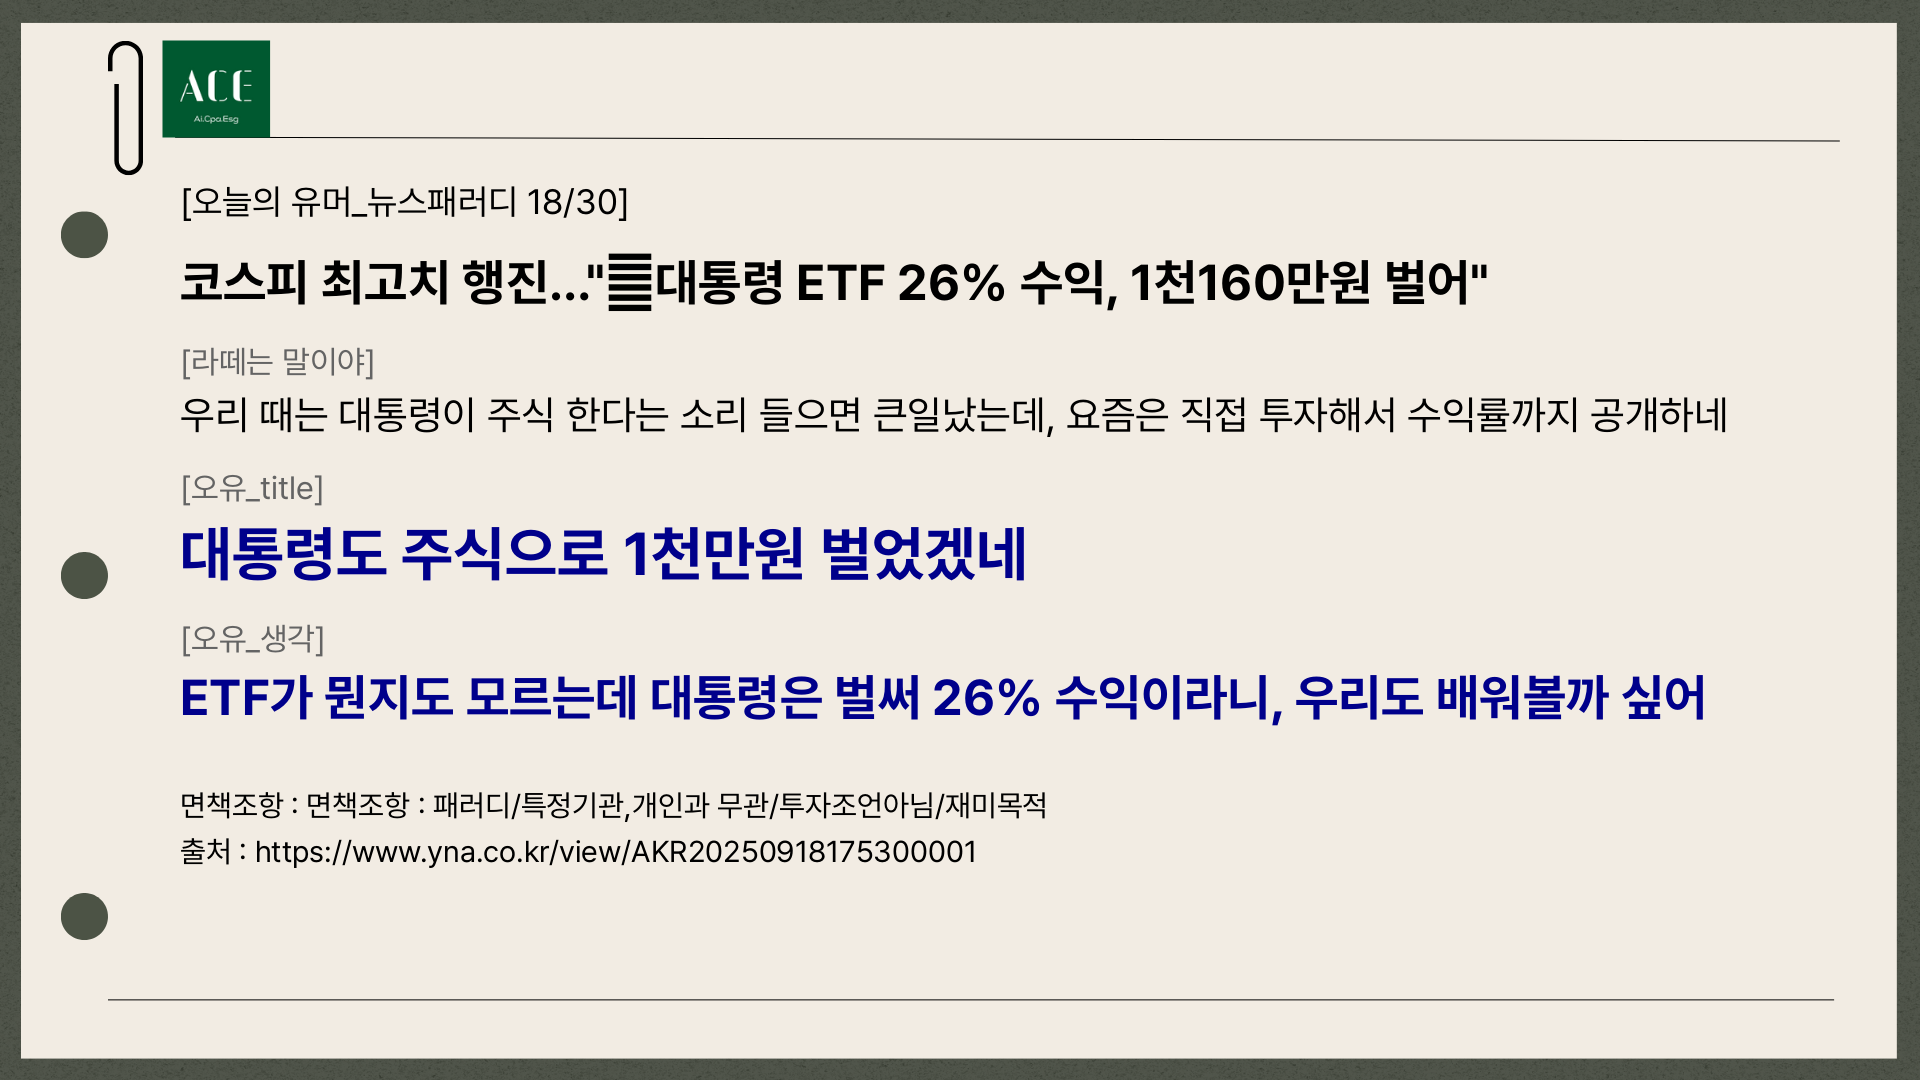 ACE
Ai.Cpa.Esg
[오늘의 유머_뉴스패러디 18/30]
코스피 최고치 행진..."䷀대통령 ETF 26% 수익, 1천160만원 벌어"
[라떼는 말이야]
우리 때는 대통령이 주식 한다는 소리 들으면 큰일났는데, 요즘은 직접 투자해서 수익률까지 공개하네
[오유_title]
대통령도 주식으로 1천만원 벌었겠네
[오유_생각]
ETF가 뭔지도 모르는데 대통령은 벌써 26% 수익이라니, 우리도 배워볼까 싶어
면책조항 : 면책조항 : 패러디/특정기관,개인과 무관/투자조언아님/재미목적
출처 : https://www.yna.co.kr/view/AKR20250918175300001